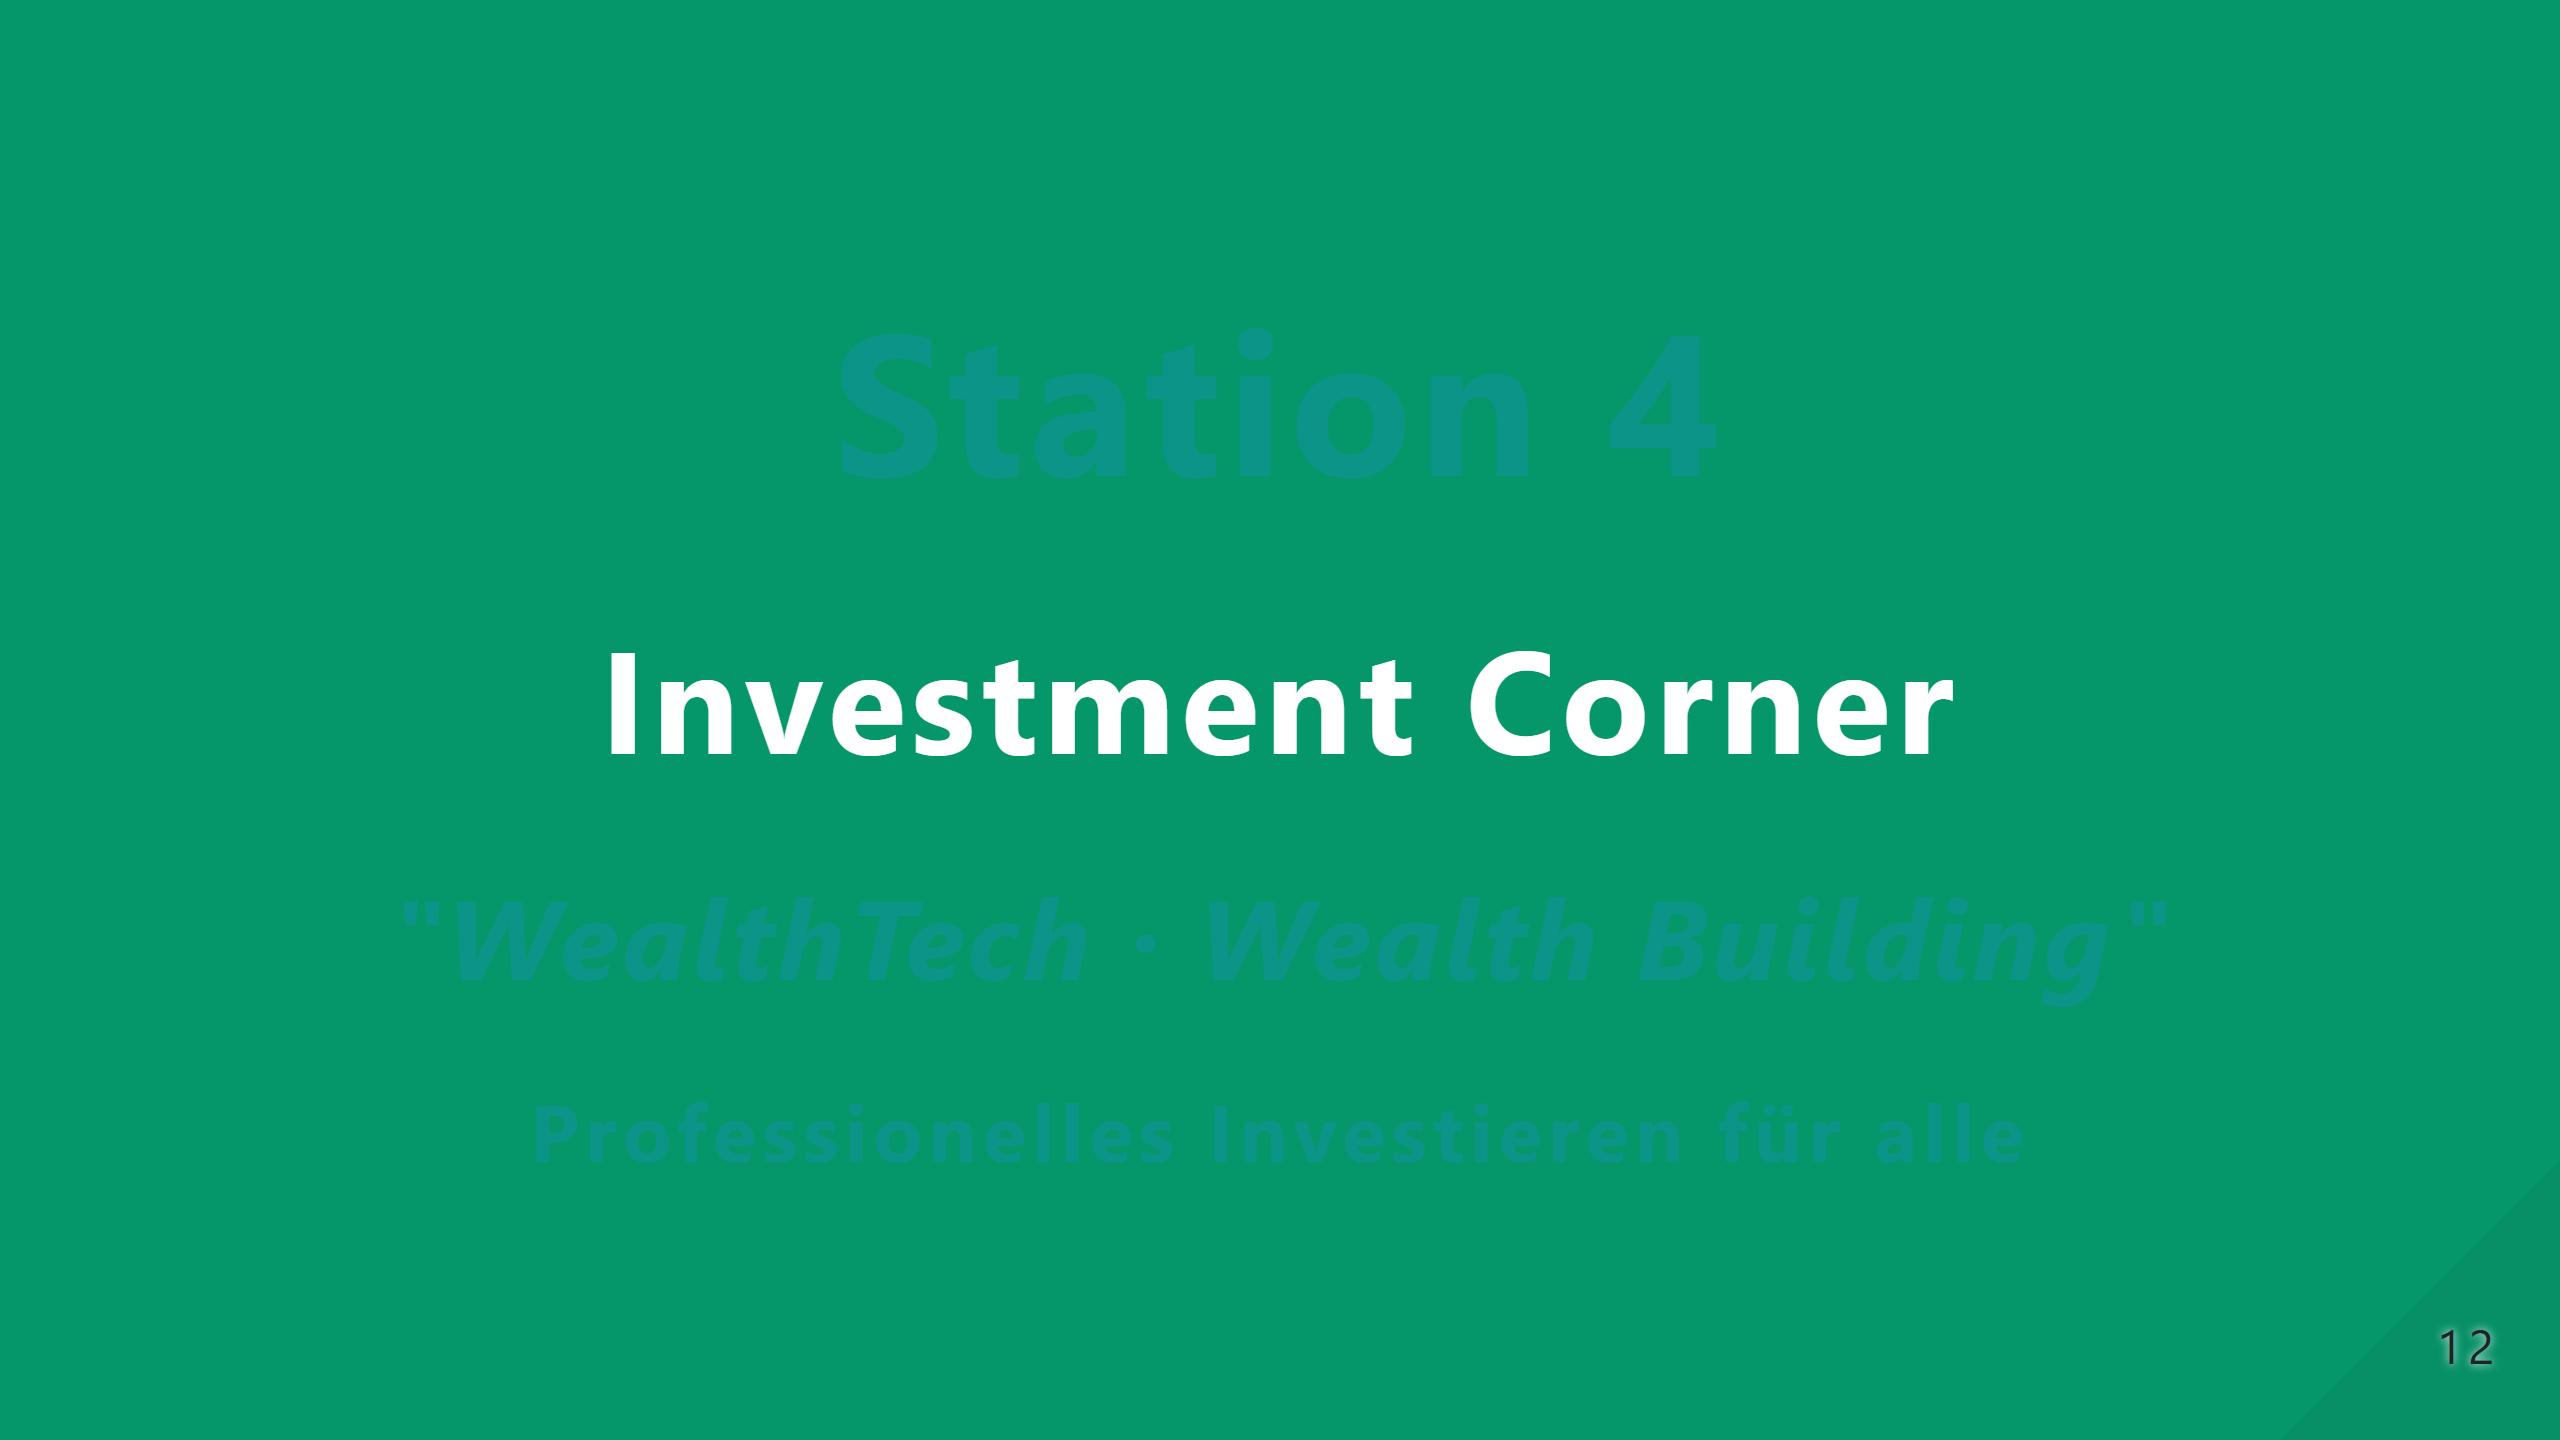 Station 4
Investment Corner
"WealthTech · Wealth Building"
Professionelles Investieren für alle
12